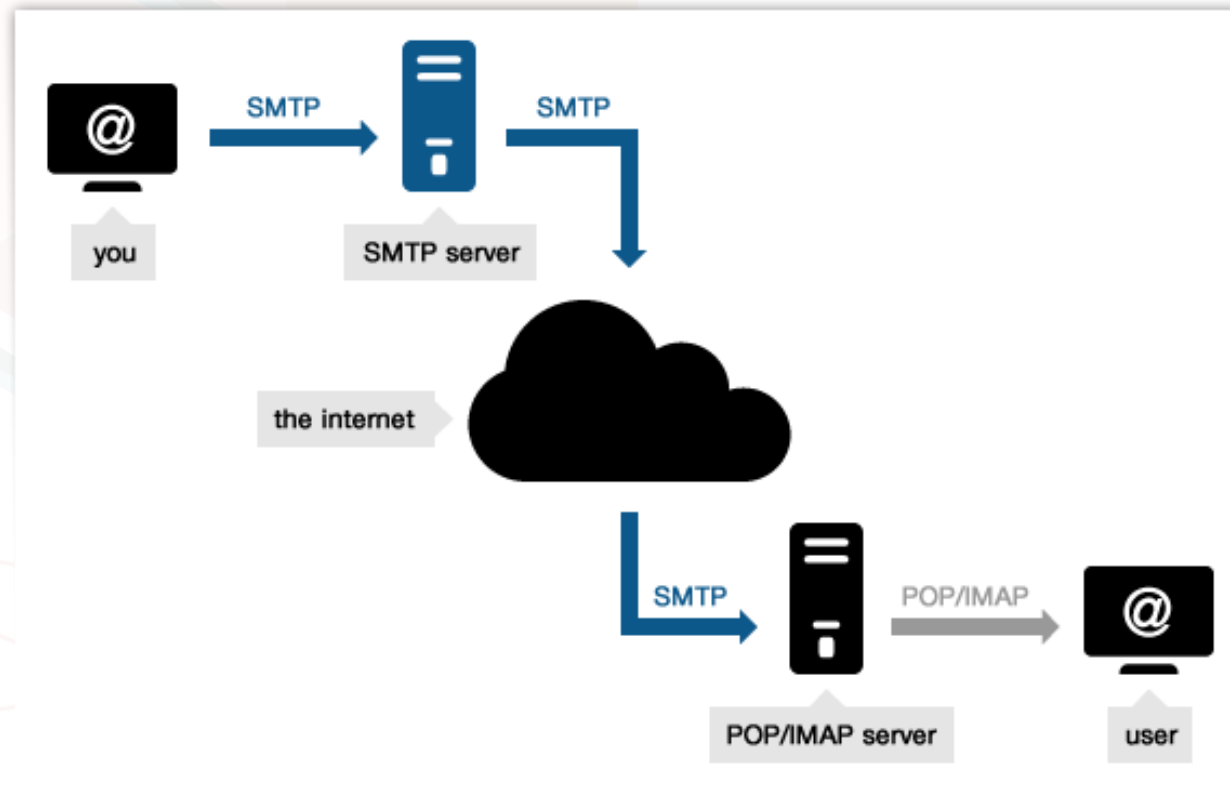 SMTP
SMTP
@
you
SMTP server
the internet
SMTP
POP/IMAP
@
POP/IMAP server
user